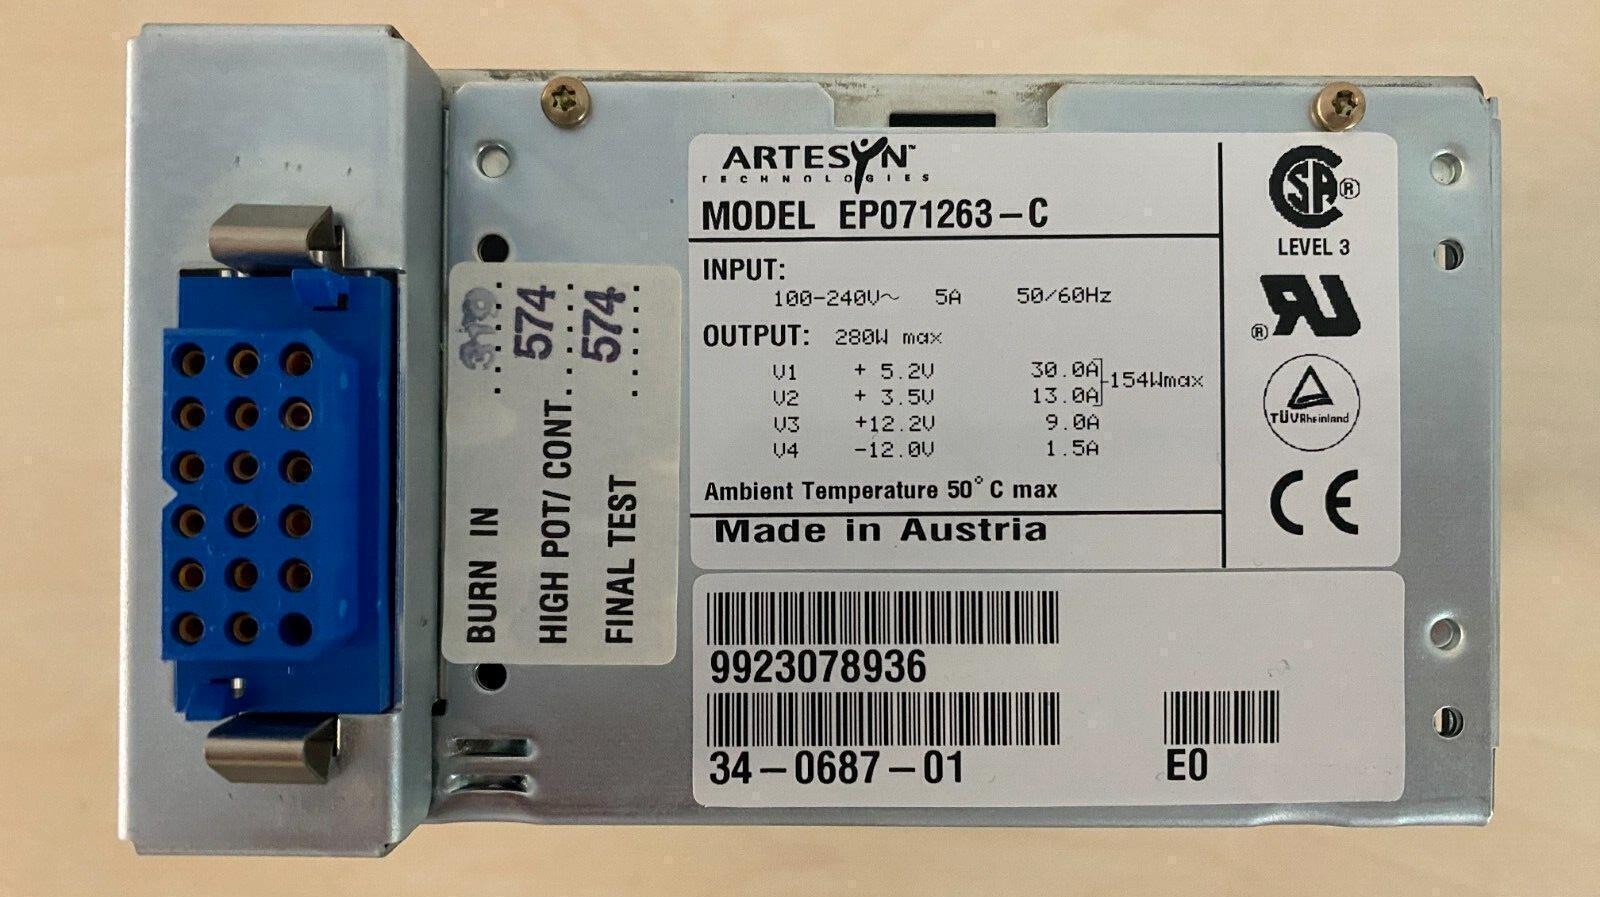 ARTESYN™
TECHNOLOGIES
MODEL EP071263-C
INPUT:
100-240V~ 5A 50/60Hz
OUTPUT: 280W max
V1 + 5.2V 30.0A
V2 + 3.5V 13.0A
154Wmax
V3 +12.2V 9.0A
V4 -12.0V 1.5A
Ambient Temperature 50°C max
Made in Austria
SA ®
LEVEL 3
RU ®
TÜVRheinland
CE
BURN IN
HIGH POT/ CONT. 574
FINAL TEST 574
9923078936
34-0687-01
E0